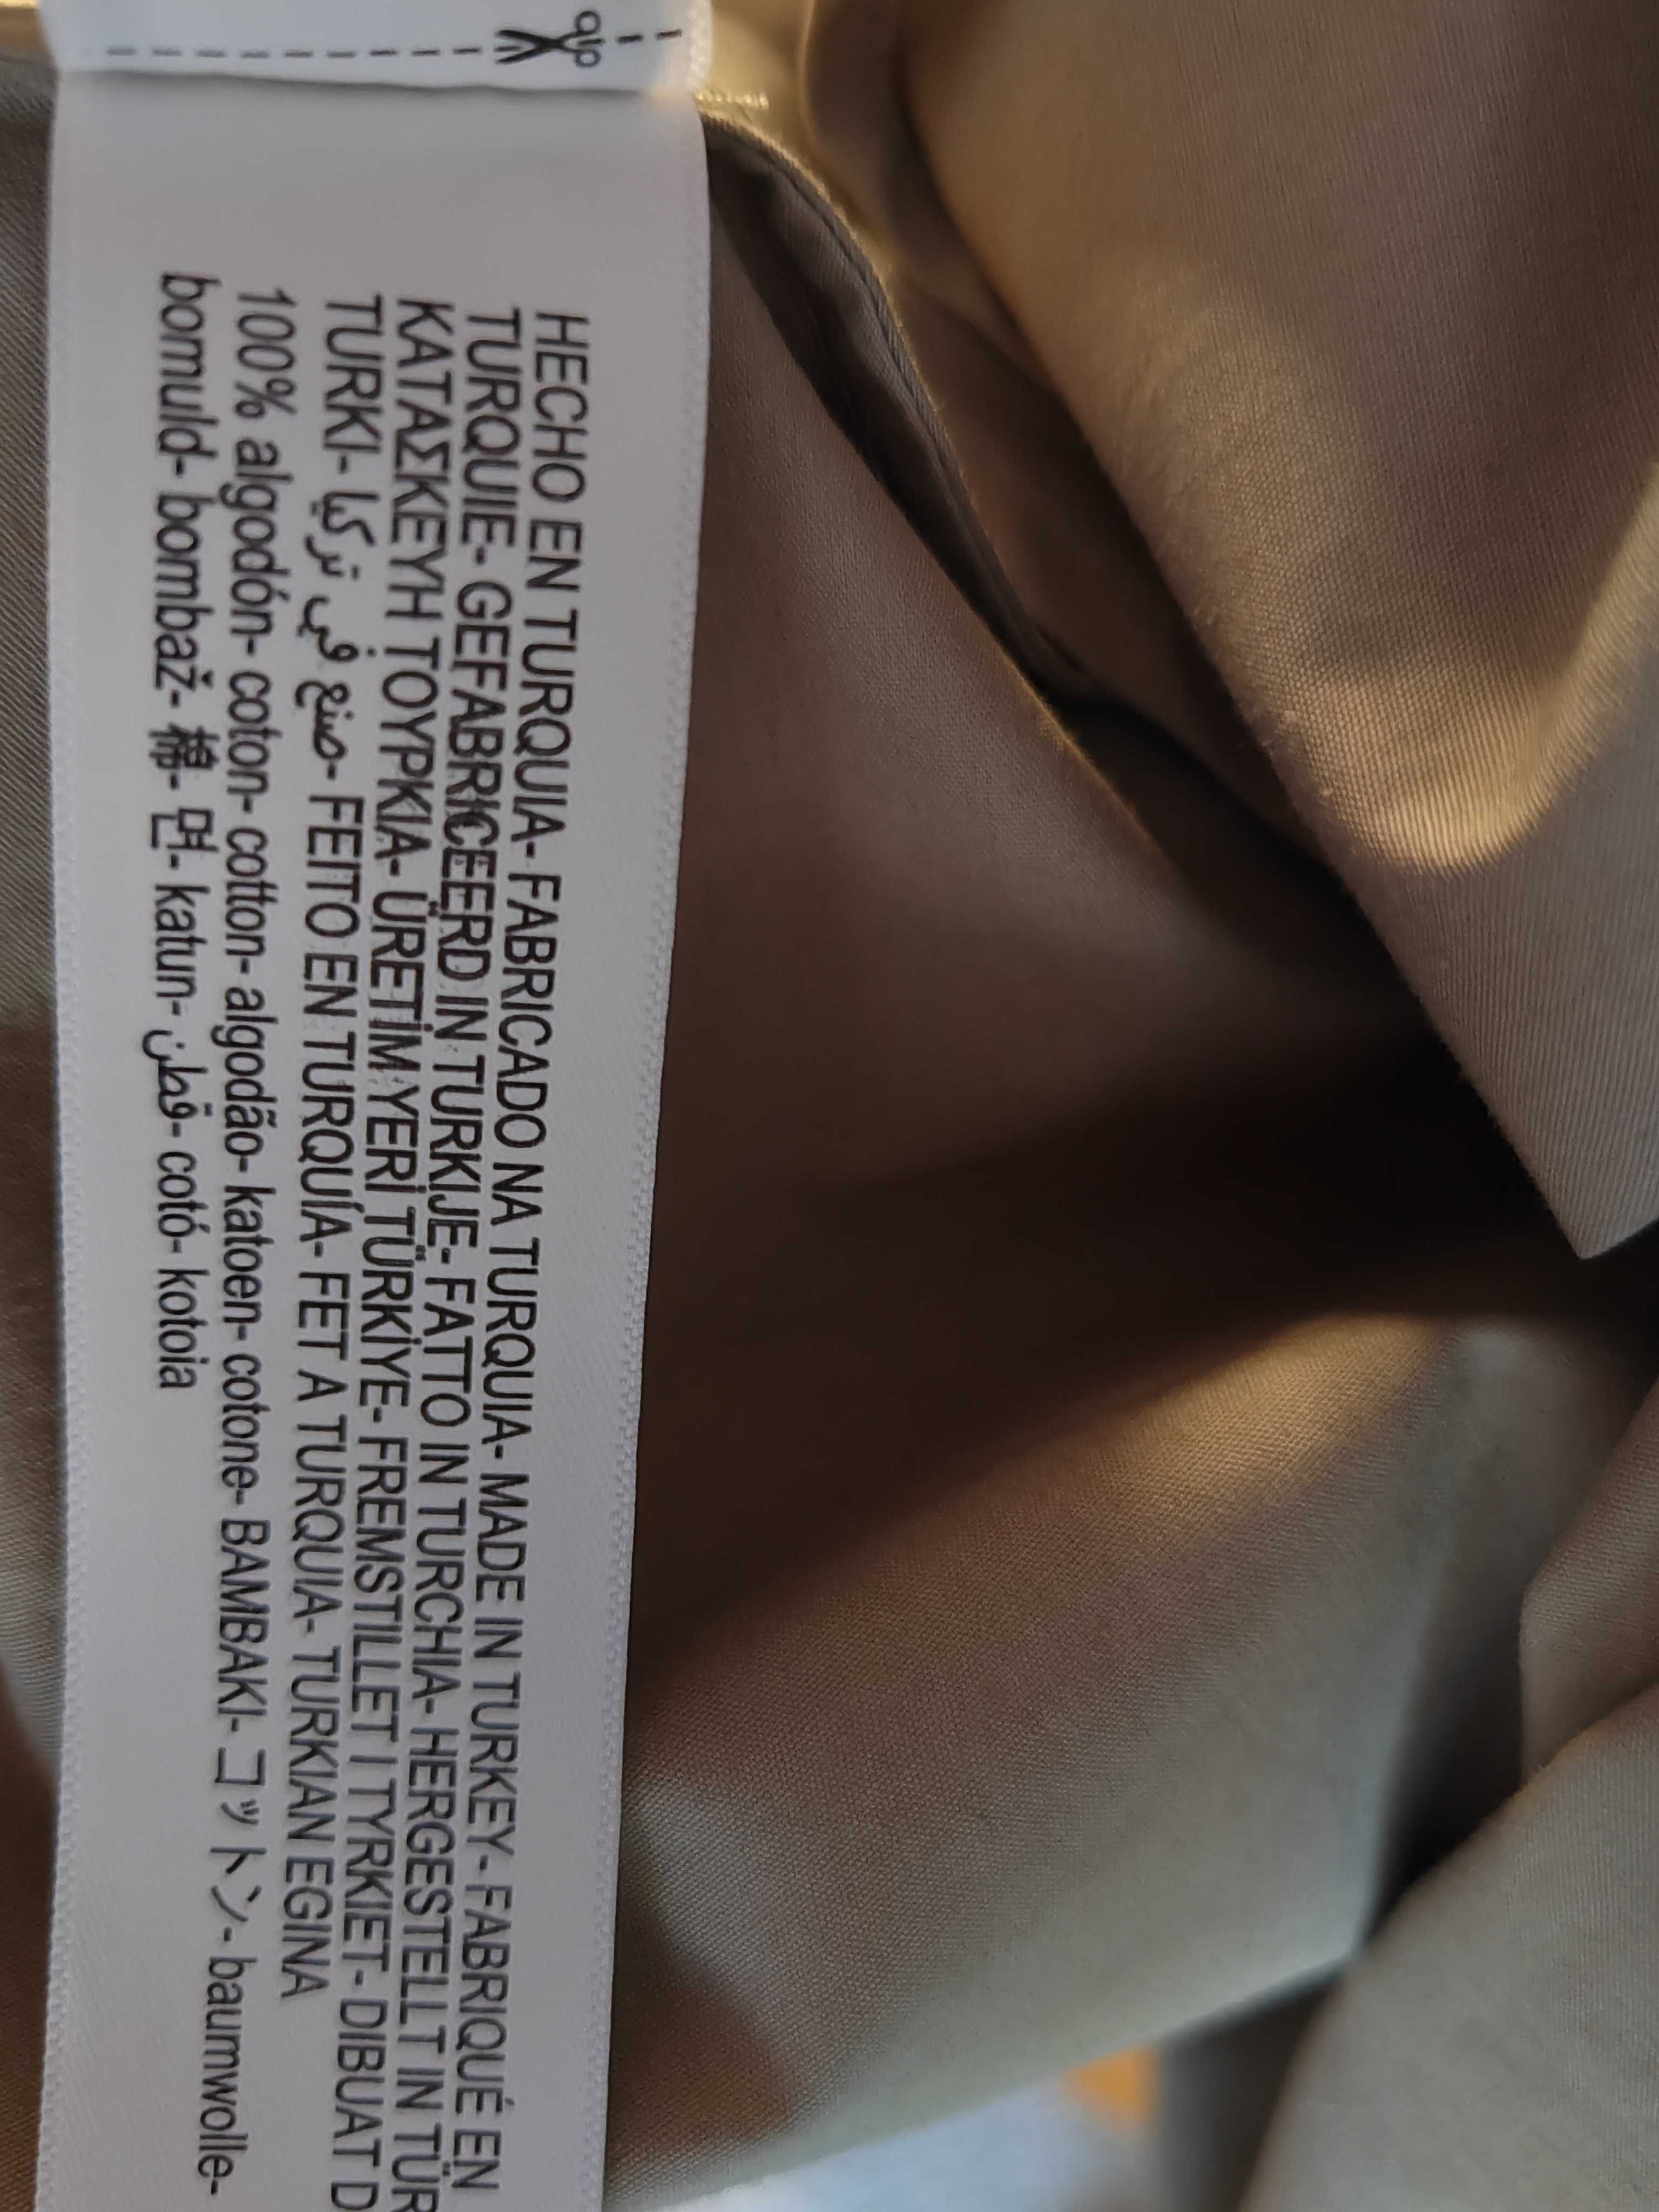 HECHO EN TURQUIA- FABRICADO NA TURQUIA- MADE IN TURKEY- FABRIQUÉ EN
TURQUIE- GEFABRICEERD IN TURKIJE- FATTO IN TURCHIA- HERGESTELLT IN TÜR
ΚΑΤΑΣΚΕΥΗ ΤΟΥΡΚΙΑ- ÜRETİM YERİ TÜRKİYE- FREMSTILLET I TYRKIET- DIBUAT D
TURKI- صنع في تركيا- FEITO EN TURQUÍA- FET A TURQUIA- TURKIAN EGINA
100% algodón- coton- cotton- algodão- katoen- cotone- BAMBAKI- コットン- baumwolle-
bomuld- bombaž- 棉- 면- katun- قطن- cotó- kotoia